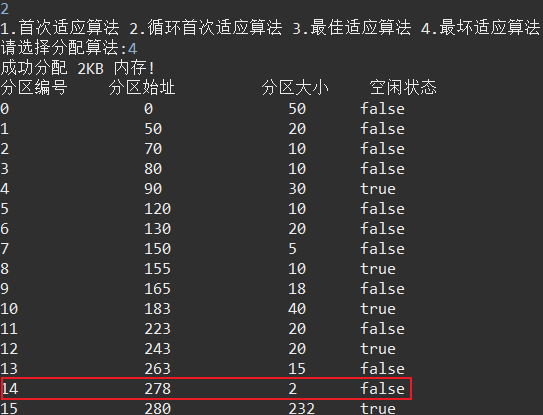 2
1.首次适应算法 2.循环首次适应算法 3.最佳适应算法 4.最坏适应算法
请选择分配算法:4
成功分配 2KB 内存!
分区编号 分区始址 分区大小 空闲状态
0 0 50 false
1 50 20 false
2 70 10 false
3 80 10 false
4 90 30 true
5 120 10 false
6 130 20 false
7 150 5 false
8 155 10 true
9 165 18 false
10 183 40 true
11 223 20 false
12 243 20 true
13 263 15 false
14 278 2 false
15 280 232 true